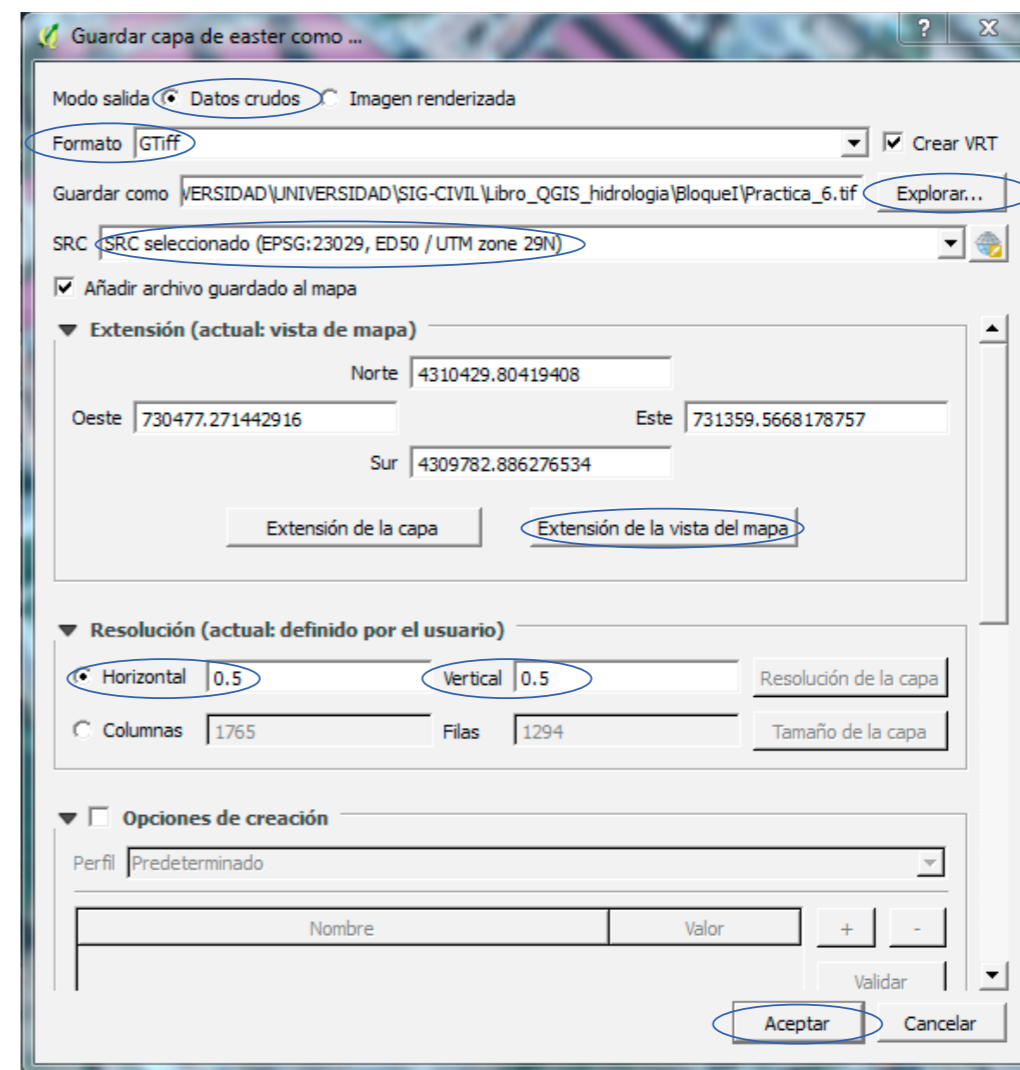 Guardar capa de easter como ...
? X
Modo salida Datos crudos Imagen renderizada
Formato GTiff Crear VRT
Guardar como VERSIDAD\UNIVERSIDAD\SIG-CIVIL\Libro_QGIS_hidrologia\BloqueI\Practica_6.tif Explorar...
SRC SRC seleccionado (EPSG:23029, ED50 / UTM zone 29N)
Añadir archivo guardado al mapa
Extensión (actual: vista de mapa)
Norte 4310429.80419408
Oeste 730477.271442916 Este 731359.5668178757
Sur 4309782.886276534
Extensión de la capa Extensión de la vista del mapa
Resolución (actual: definido por el usuario)
Horizontal 0.5 Vertical 0.5 Resolución de la capa
Columnas 1765 Filas 1294 Tamaño de la capa
Opciones de creación
Perfil Predeterminado
Nombre Valor + -
Validar
Aceptar Cancelar